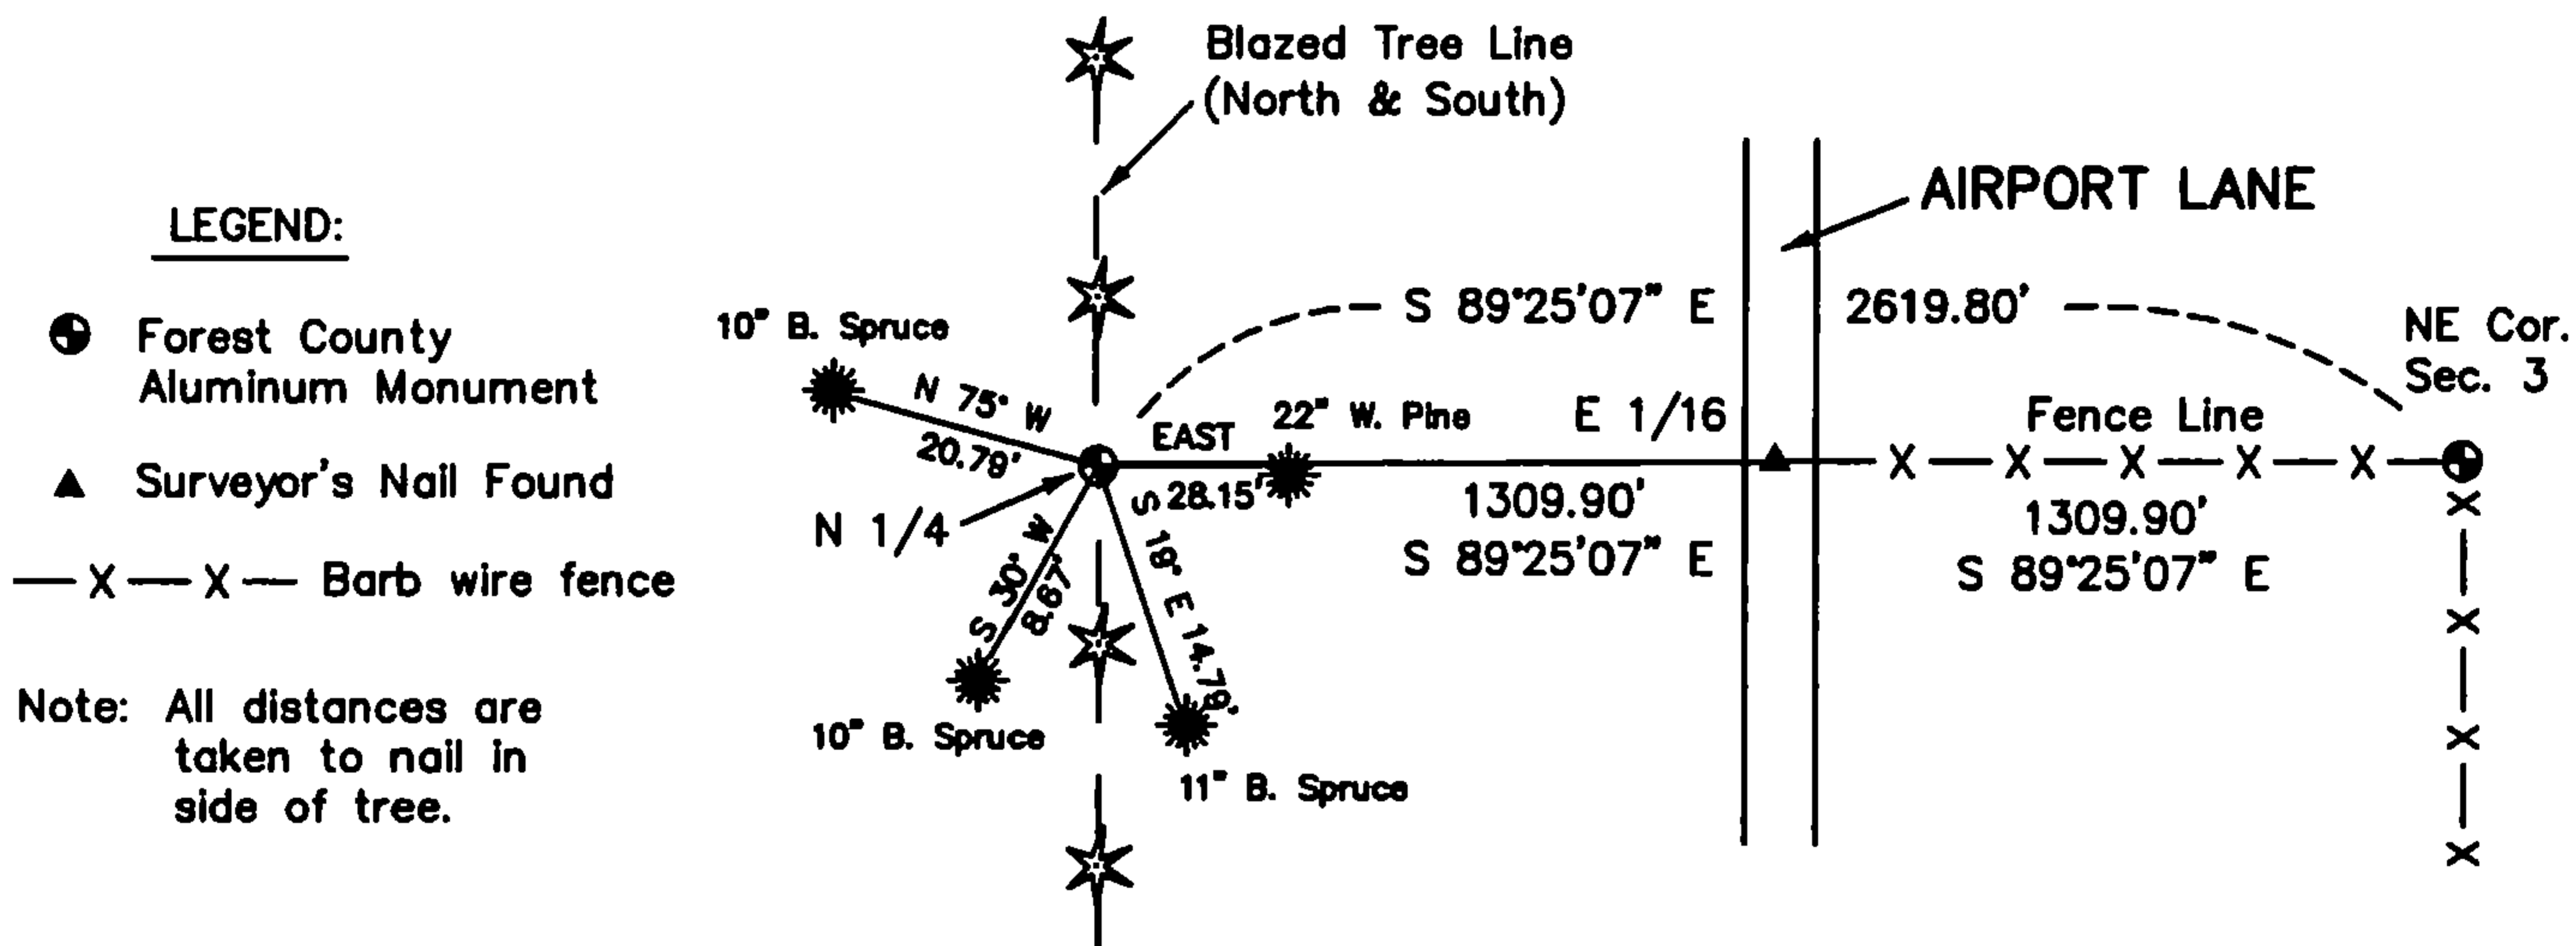 Blazed Tree Line
(North & South)
AIRPORT LANE
LEGEND:
Forest County
Aluminum Monument
Surveyor's Nail Found
—X—X— Barb wire fence
Note: All distances are
taken to nail in
side of tree.
10" B. Spruce
N 75° W
20.79'
N 1/4
S 30° W
8.67'
10" B. Spruce
S 18° E 14.79'
11" B. Spruce
EAST
28.15'
22" W. Pine
E 1/16
S 89°25'07" E
2619.80'
1309.90'
S 89°25'07" E
Fence Line
X X X X X
1309.90'
S 89°25'07" E
NE Cor.
Sec. 3
X
X
X
X